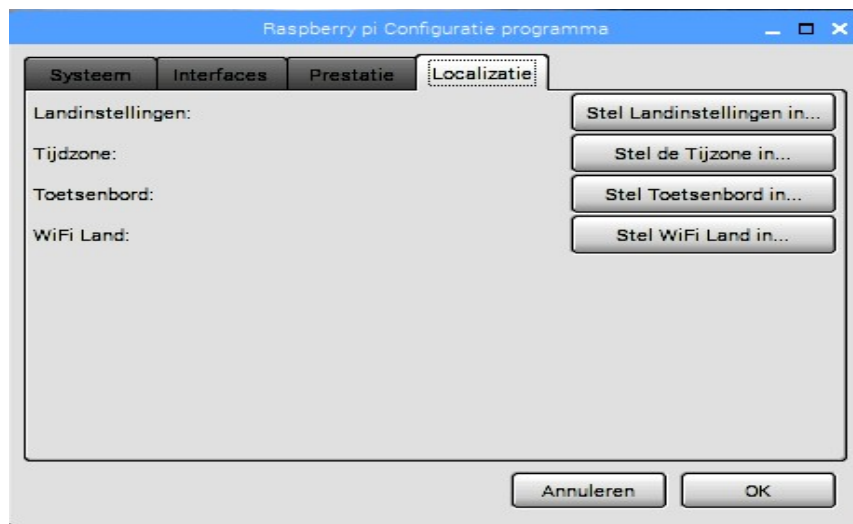 Raspberry pi Configuratie programma
Systeem Interfaces Prestatie Localizatie
Landinstellingen: Stel Landinstellingen in...
Tijdzone: Stel de Tijzone in...
Toetsenbord: Stel Toetsenbord in...
WiFi Land: Stel WiFi Land in...
Annuleren OK